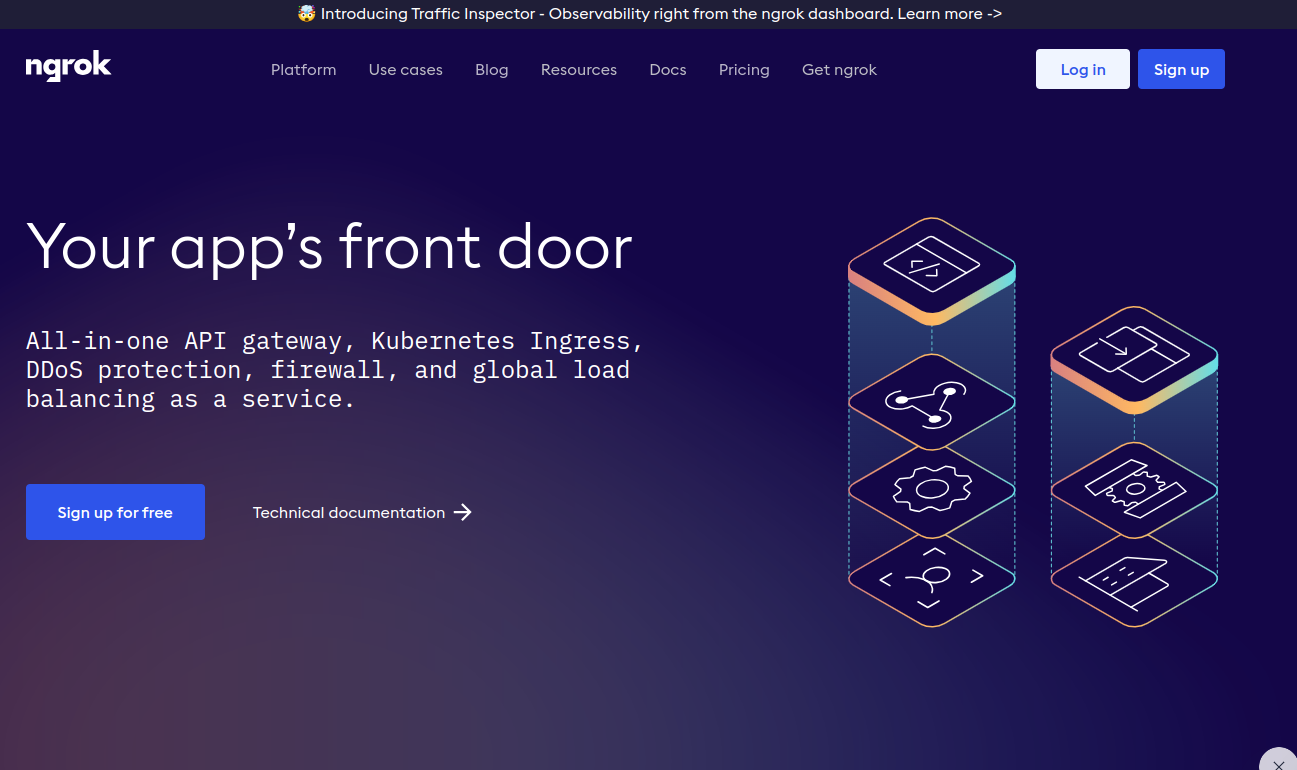 🤯 Introducing Traffic Inspector - Observability right from the ngrok dashboard. Learn more ->
ngrok
Platform
Use cases
Blog
Resources
Docs
Pricing
Get ngrok
Log in
Sign up
Your app’s front door
All-in-one API gateway, Kubernetes Ingress,
DDoS protection, firewall, and global load
balancing as a service.
Sign up for free
Technical documentation →